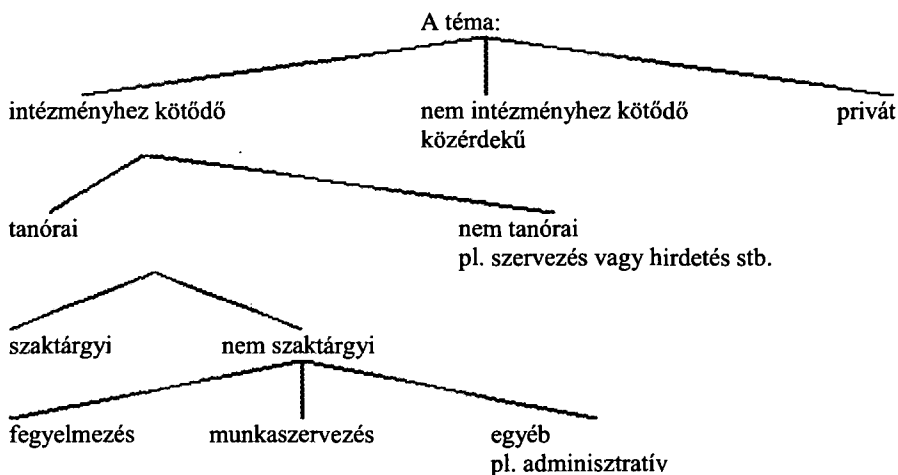 A téma:
intézményhez kötődő nem intézményhez kötődő privát
közérdekű
tanórai nem tanórai
pl. szervezés vagy hirdetés stb.
szaktárgyi nem szaktárgyi
fegyelmezés munkaszervezés egyéb
pl. adminisztratív